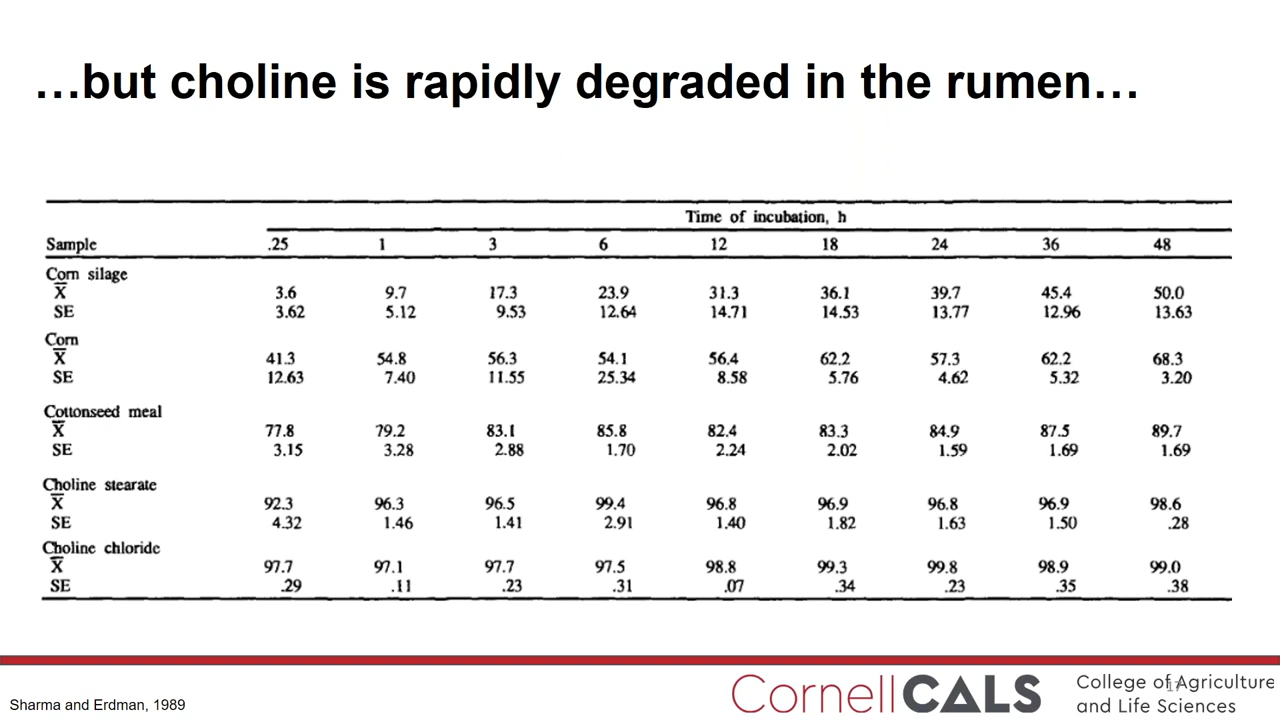 …but choline is rapidly degraded in the rumen…
Time of incubation, h
Sample .25 1 3 6 12 18 24 36 48
Corn silage
X̅ 3.6 9.7 17.3 23.9 31.3 36.1 39.7 45.4 50.0
SE 3.62 5.12 9.53 12.64 14.71 14.53 13.77 12.96 13.63
Corn
X̅ 41.3 54.8 56.3 54.1 56.4 62.2 57.3 62.2 68.3
SE 12.63 7.40 11.55 25.34 8.58 5.76 4.62 5.32 3.20
Cottonseed meal
X̅ 77.8 79.2 83.1 85.8 82.4 83.3 84.9 87.5 89.7
SE 3.15 3.28 2.88 1.70 2.24 2.02 1.59 1.69 1.69
Choline stearate
X̅ 92.3 96.3 96.5 99.4 96.8 96.9 96.8 96.9 98.6
SE 4.32 1.46 1.41 2.91 1.40 1.82 1.63 1.50 .28
Choline chloride
X̅ 97.7 97.1 97.7 97.5 98.8 99.3 99.8 98.9 99.0
SE .29 .11 .23 .31 .07 .34 .23 .35 .38
Sharma and Erdman, 1989
CornellCALS
College of Agriculture
and Life Sciences
17